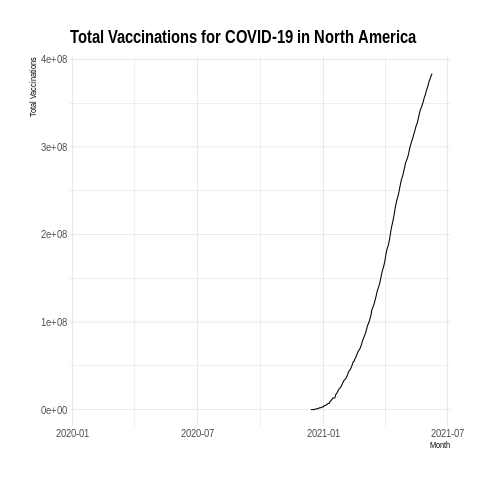 Total Vaccinations for COVID-19 in North America
Total Vaccinations
4e+08
3e+08
2e+08
1e+08
0e+00
2020-01 2020-07 2021-01 2021-07
Month